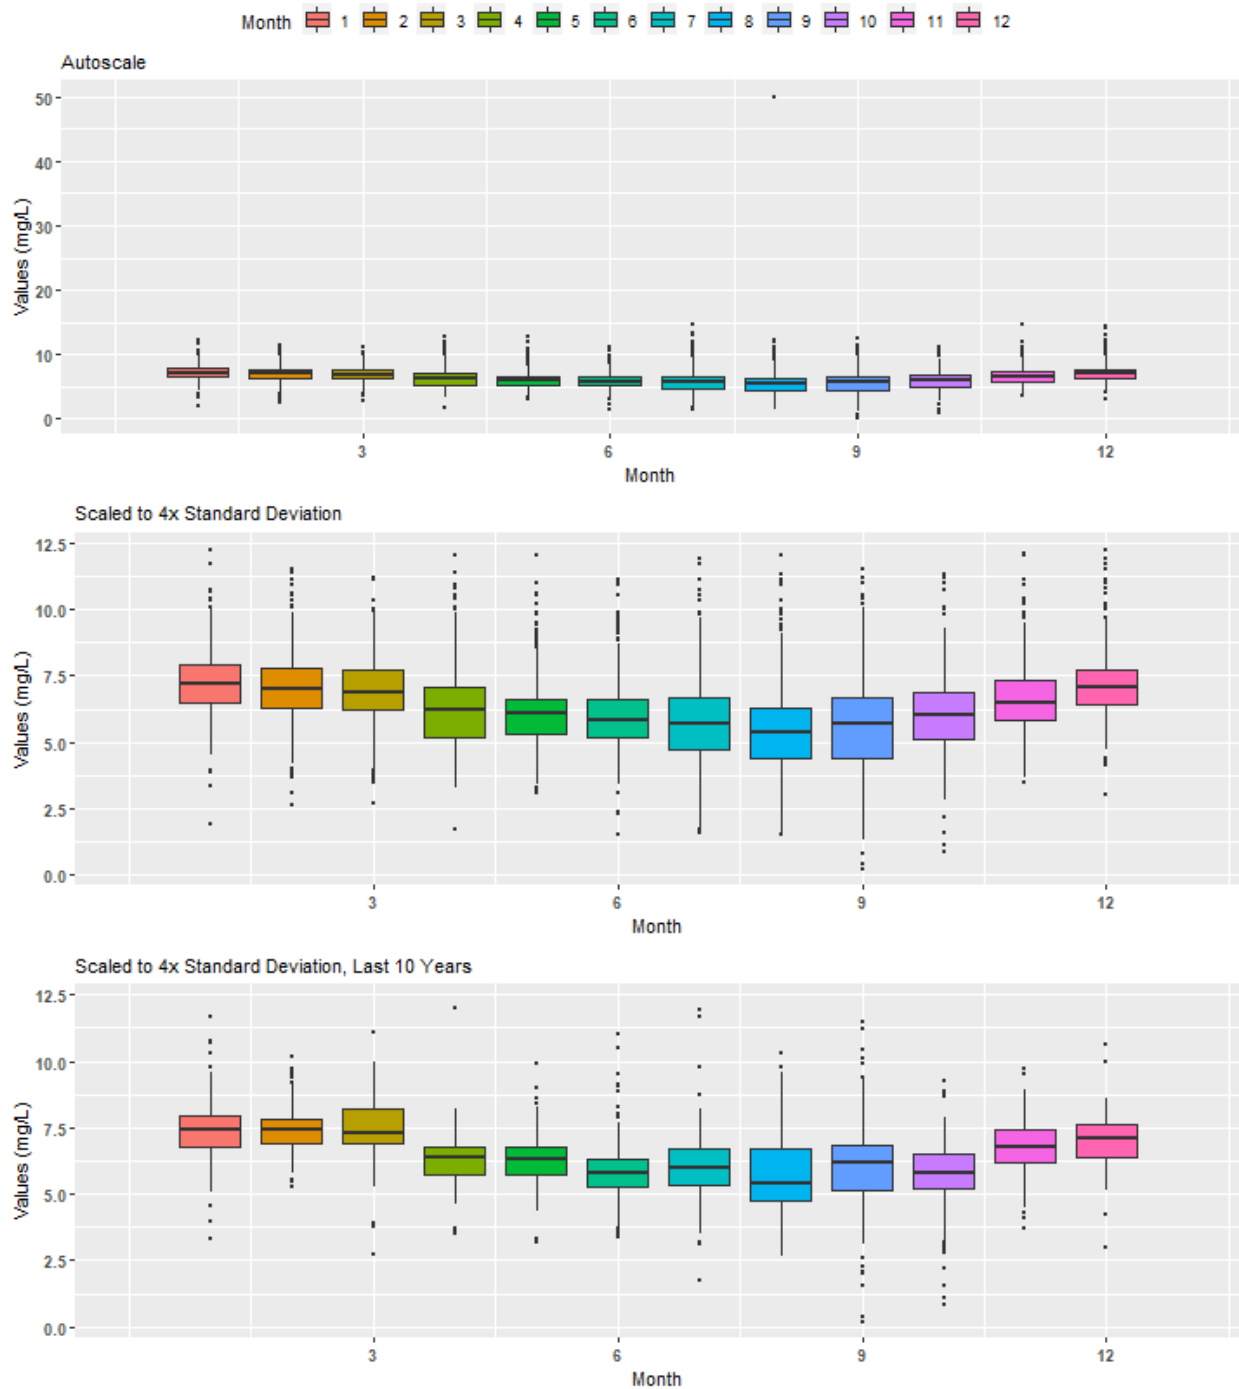 Month 1 2 3 4 5 6 7 8 9 10 11 12
Autoscale
Values (mg/L)
50
40
30
20
10
0
3 6 9 12
Month
Scaled to 4x Standard Deviation
Values (mg/L)
12.5
10.0
7.5
5.0
2.5
0.0
3 6 9 12
Month
Scaled to 4x Standard Deviation, Last 10 Years
Values (mg/L)
12.5
10.0
7.5
5.0
2.5
0.0
3 6 9 12
Month